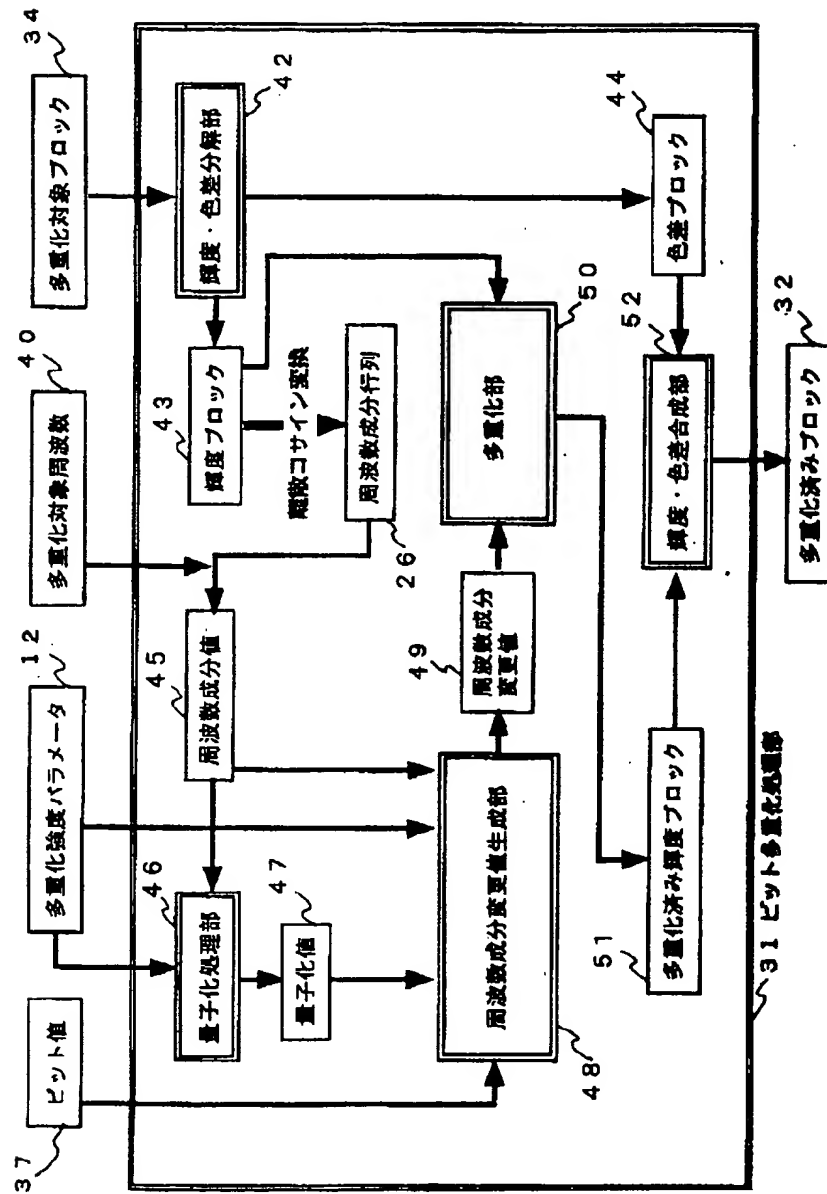 37
ビット値
12
多重化強度パラメータ
40
多重化対象周波数
34
多重化対象ブロック
46
量子化処理部
47
量子化値
45
周波数成分値
43
輝度ブロック
離散コサイン変換
周波数成分行列
26
輝度・色差分解部
42
48
周波数成分変更値生成部
49
周波数成分
変更値
多重化部
50
色差ブロック
44
51
多重化済み輝度ブロック
輝度・色差合成部
52
31 ビット多重化処理部
多重化済みブロック
32